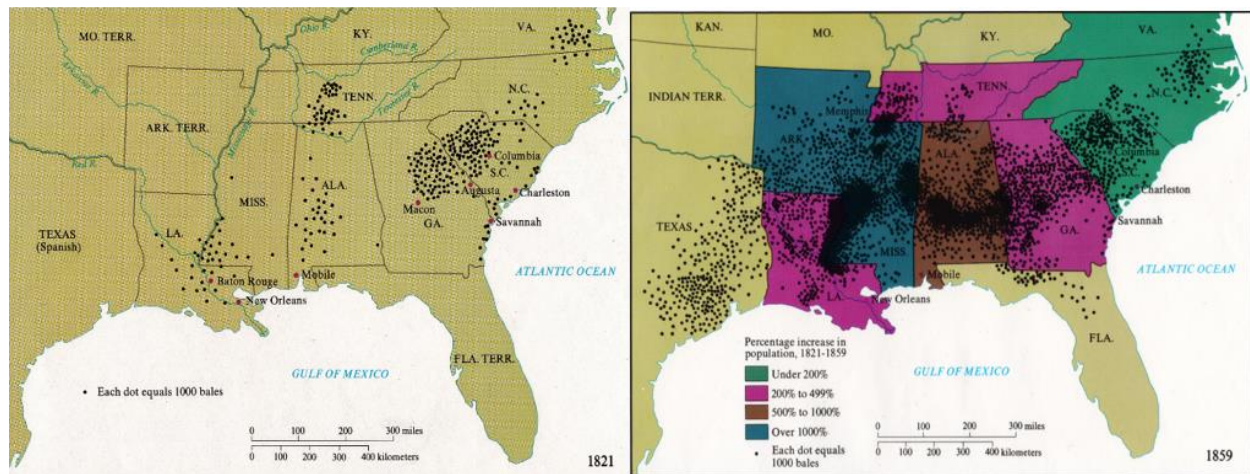 MO. TERR.
Ohio R.
KY.
VA.
Cumberland R.
Arkansas R.
Tennessee R.
TENN.
N.C.
ARK. TERR.
Mississippi R.
Red R.
Columbia
S.C.
ALA.
Augusta
Charleston
MISS.
Macon
GA.
Savannah
LA.
TEXAS
(Spanish)
ATLANTIC OCEAN
Baton Rouge
Mobile
New Orleans
FLA. TERR.
GULF OF MEXICO
Each dot equals 1000 bales
0 100 200 300 miles
0 100 200 300 400 kilometers
1821
KAN.
MO.
KY.
VA.
INDIAN TERR.
TENN.
N.C.
Memphis
ARK.
ALA.
Columbia
S.C.
Charleston
Savannah
TEXAS
GA.
MISS.
ATLANTIC OCEAN
Mobile
LA.
New Orleans
FLA.
Percentage increase in
population, 1821-1859
Under 200%
200% to 499%
500% to 1000%
Over 1000%
Each dot equals
1000 bales
GULF OF MEXICO
0 100 200 300 miles
0 100 200 300 400 kilometers
1859